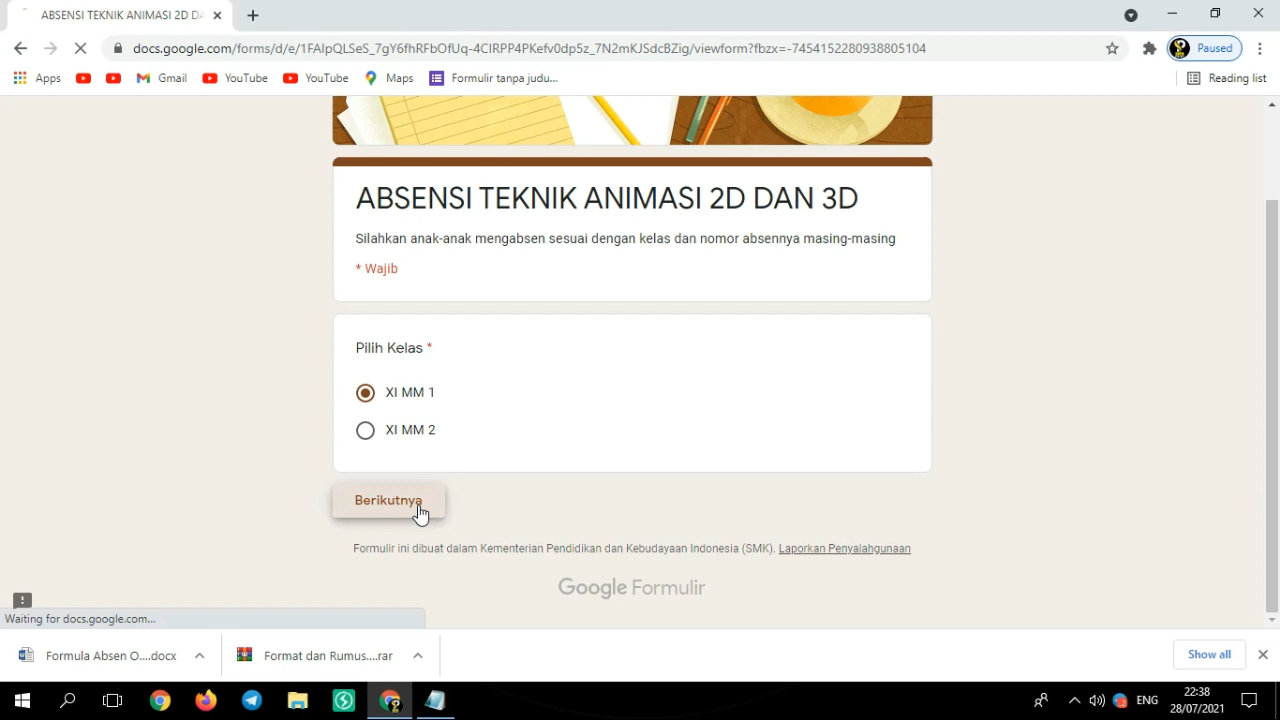 ABSENSI TEKNIK ANIMASI 2D DA
docs.google.com/forms/d/e/1FAIpQLSeS_7gY6fhRFbOfUq-4CIRPP4PKefv0dp5z_7N2mKJSdcBZig/viewform?fbzx=-7454152280938805104
Paused
Apps
Gmail
YouTube
YouTube
Maps
Formulir tanpa judu...
Reading list
ABSENSI TEKNIK ANIMASI 2D DAN 3D
Silahkan anak-anak mengabsen sesuai dengan kelas dan nomor absennya masing-masing
* Wajib
Pilih Kelas *
XI MM 1
XI MM 2
Berikutnya
Formulir ini dibuat dalam Kementerian Pendidikan dan Kebudayaan Indonesia (SMK). Laporkan Penyalahgunaan
Google Formulir
Waiting for docs.google.com...
Formula Absen O....docx
Format dan Rumus....rar
Show all
ENG
22:38
28/07/2021